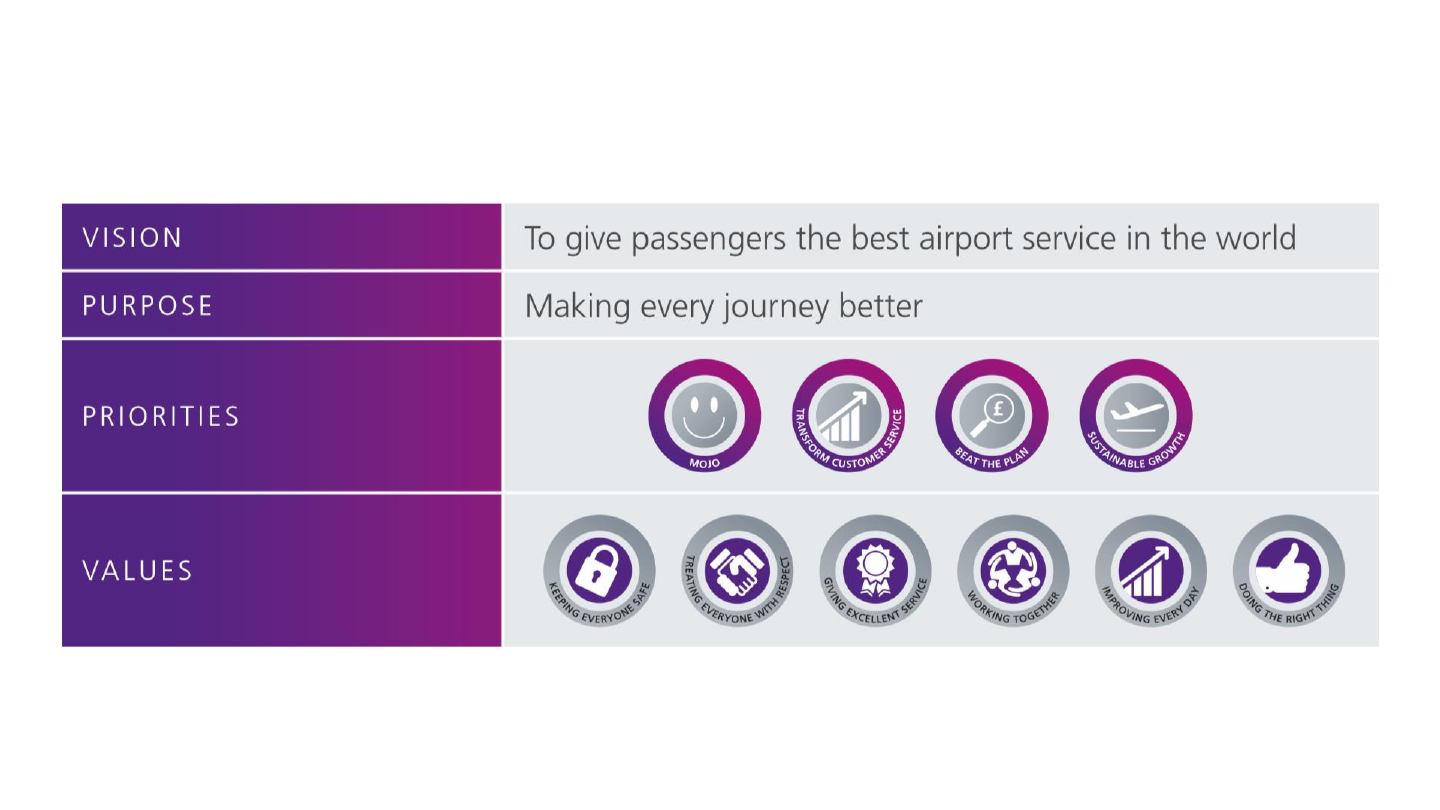 VISION
To give passengers the best airport service in the world
PURPOSE
Making every journey better
PRIORITIES
MOJO
TRANSFORM CUSTOMER SERVICE
£
BEAT THE PLAN
SUSTAINABLE GROWTH
VALUES
KEEPING EVERYONE SAFE
TREATING EVERYONE WITH RESPECT
GIVING EXCELLENT SERVICE
WORKING TOGETHER
IMPROVING EVERY DAY
DOING THE RIGHT THING